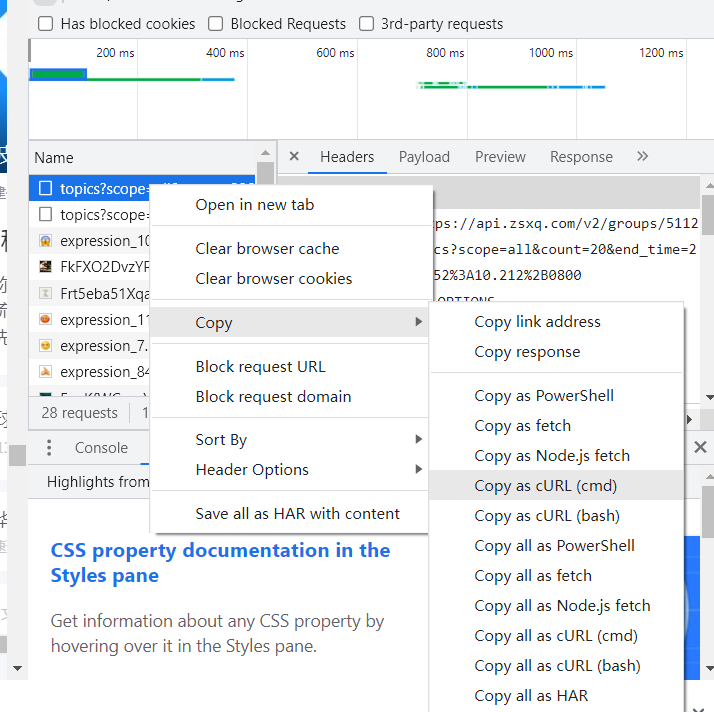 Has blocked cookies Blocked Requests 3rd-party requests
200 ms 400 ms 600 ms 800 ms 1000 ms 1200 ms
Name
Headers Payload Preview Response
topics?scope=
topics?scope=
expression_10
FkFXO2DvzYP
Frt5eba51Xqa
expression_11
expression_7.
expression_84
28 requests
ps://api.zsxq.com/v2/groups/5112
cs?scope=all&count=20&end_time=2
52%3A10.212%2B0800
OPTIONS
Open in new tab
Clear browser cache
Clear browser cookies
Copy
Block request URL
Block request domain
Sort By
Header Options
Save all as HAR with content
Copy link address
Copy response
Copy as PowerShell
Copy as fetch
Copy as Node.js fetch
Copy as cURL (cmd)
Copy as cURL (bash)
Copy all as PowerShell
Copy all as fetch
Copy all as Node.js fetch
Copy all as cURL (cmd)
Copy all as cURL (bash)
Copy all as HAR
Console
Highlights from
CSS property documentation in the
Styles pane
Get information about any CSS property by
hovering over it in the Styles pane.